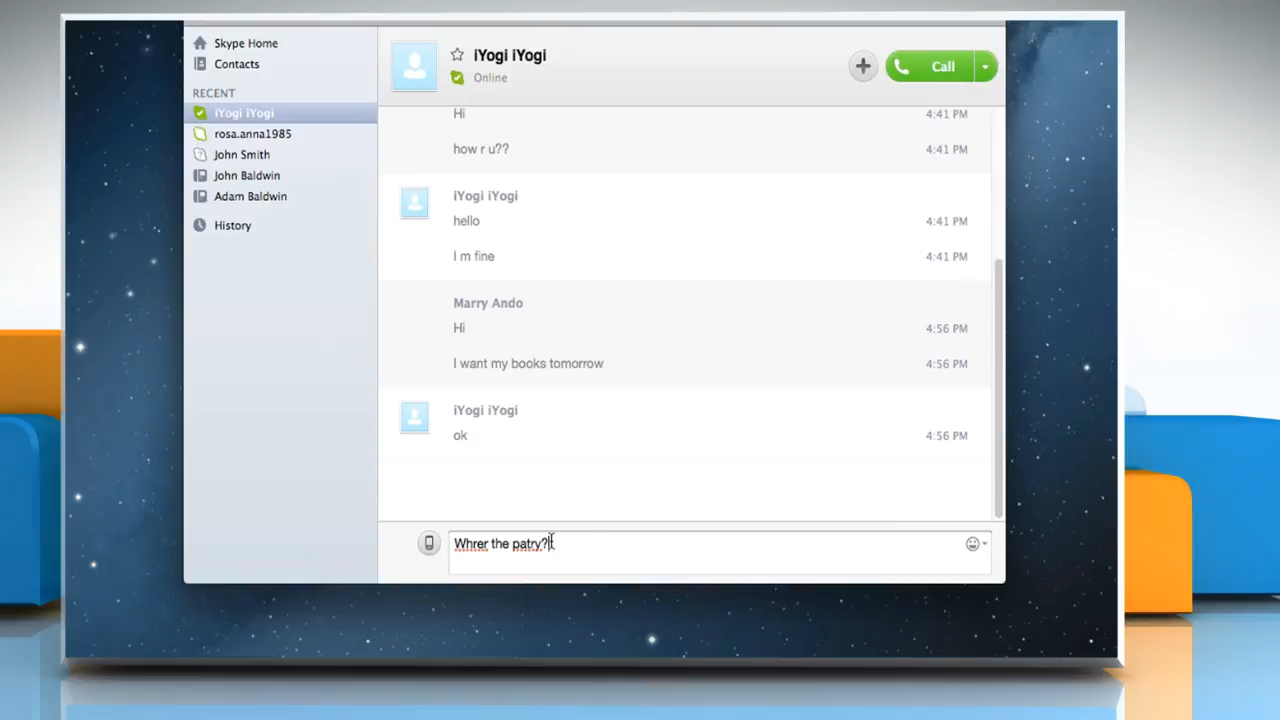 Skype Home
Contacts
RECENT
iYogi iYogi
rosa.anna1985
John Smith
John Baldwin
Adam Baldwin
History
iYogi iYogi
Online
Call
Hi 4:41 PM
how r u?? 4:41 PM
iYogi iYogi
hello 4:41 PM
I m fine 4:41 PM
Marry Ando
Hi 4:56 PM
I want my books tomorrow 4:56 PM
iYogi iYogi
ok 4:56 PM
Whrer the patry?